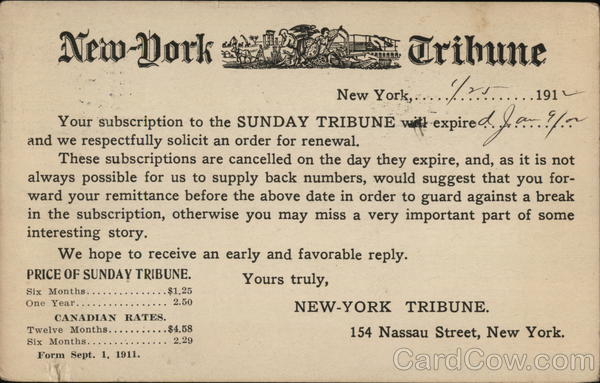 New-York Tribune
New York, 1/25 1912
Your subscription to the SUNDAY TRIBUNE will expired Jan 9/12
and we respectfully solicit an order for renewal.
These subscriptions are cancelled on the day they expire, and, as it is not
always possible for us to supply back numbers, would suggest that you for-
ward your remittance before the above date in order to guard against a break
in the subscription, otherwise you may miss a very important part of some
interesting story.
We hope to receive an early and favorable reply.
PRICE OF SUNDAY TRIBUNE.
Six Months..............$1.25
One Year................ 2.50
CANADIAN RATES.
Twelve Months..........$4.58
Six Months............. 2.29
Form Sept. 1, 1911.
Yours truly,
NEW-YORK TRIBUNE.
154 Nassau Street, New York.
CardCow.com